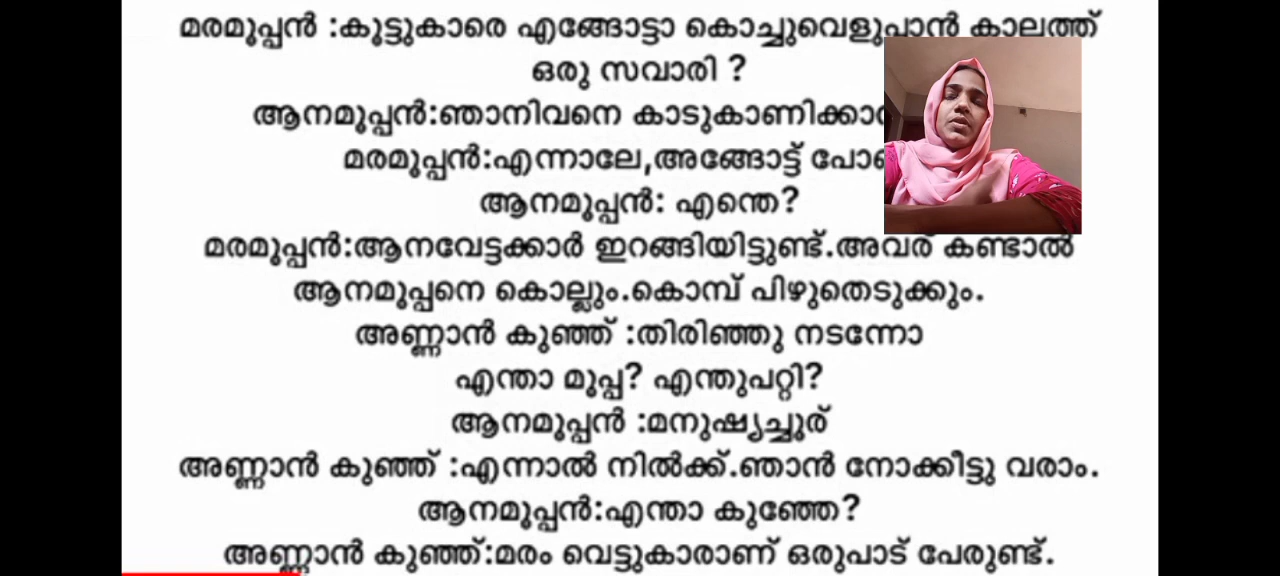 മരമൂപ്പൻ :കൂട്ടുകാരെ എങ്ങോട്ടാ കൊച്ചുവെളുപാൻ കാലത്ത്
ഒരു സവാരി ?
ആനമൂപ്പൻ:ഞാനിവനെ
മരമൂപ്പൻ:എന്നാലേ,അങ്ങോട്ട്
ആനമൂപ്പൻ: എന്തെ?
മരമൂപ്പൻ:ആനവേട്ടക്കാർ ഇറങ്ങിയിട്ടുണ്ട്.അവര് കണ്ടാൽ
ആനമൂപ്പനെ കൊല്ലും.കൊമ്പ് പിഴുതെടുക്കും.
അണ്ണാൻ കുഞ്ഞ് :തിരിഞ്ഞു നടന്നോ
എന്താ മൂപ്പ? എന്തുപറ്റി?
ആനമൂപ്പൻ :മനുഷ്യച്ചൂര്
അണ്ണാൻ കുഞ്ഞ് :എന്നാൽ നിൽക്ക്.ഞാൻ നോക്കീട്ടു വരാം.
ആനമൂപ്പൻ:എന്താ കുഞ്ഞേ?
അണ്ണാൻ കുഞ്ഞ്:മരം വെട്ടുകാരാണ് ഒരുപാട് പേരുണ്ട്.